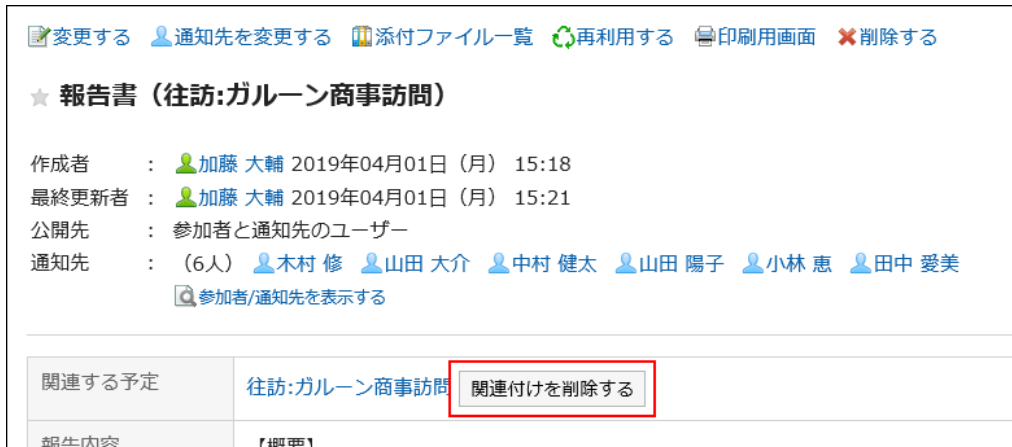 変更する 通知先を変更する 添付ファイル一覧 再利用する 印刷用画面 削除する
報告書（往訪:ガルーン商事訪問）
作成者 : 加藤 大輔 2019年04月01日（月） 15:18
最終更新者 : 加藤 大輔 2019年04月01日（月） 15:21
公開先 : 参加者と通知先のユーザー
通知先 : （6人） 木村 修 山田 大介 中村 健太 山田 陽子 小林 恵 田中 愛美
参加者/通知先を表示する
関連する予定 往訪:ガルーン商事訪問 関連付けを削除する
報告内容 【概要】